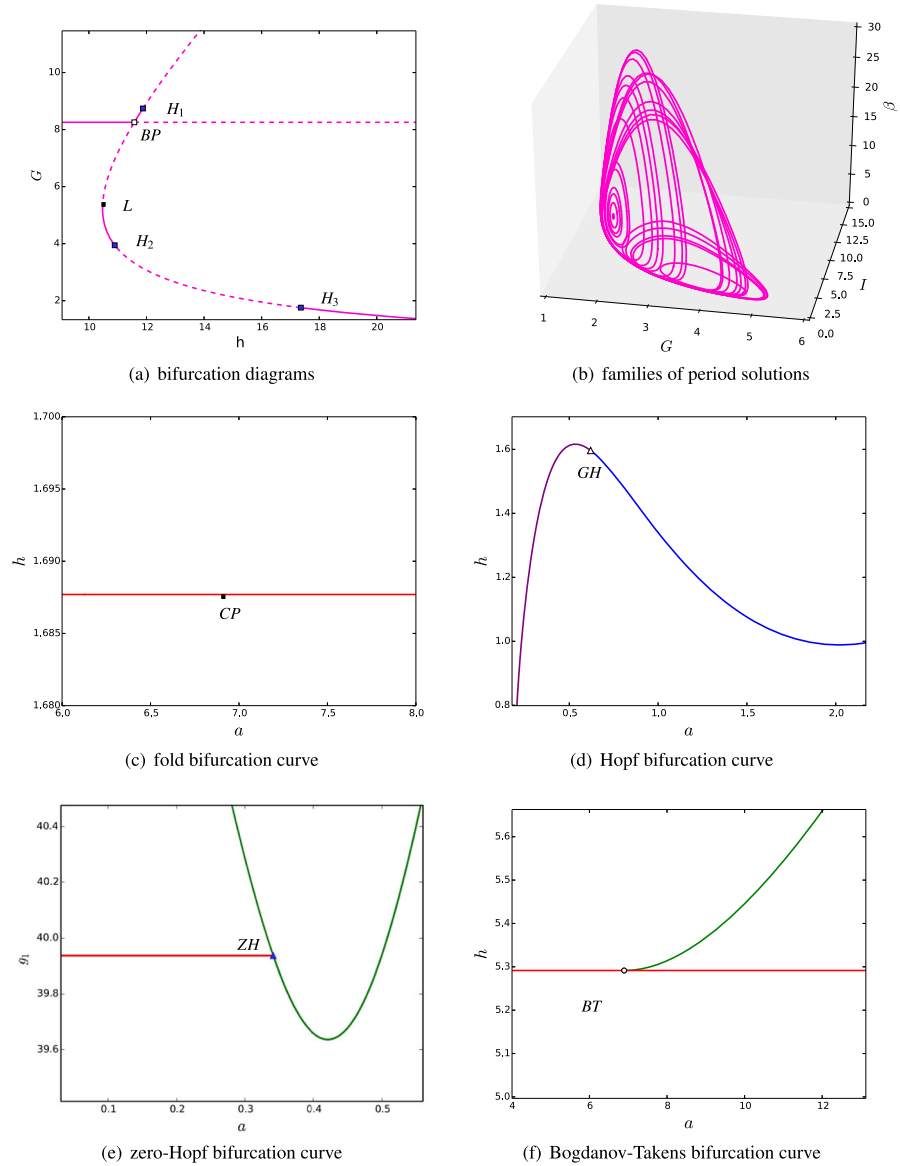 10
8
6
4
2
G
H1
BP
L
H2
H3
10
12
14
16
18
20
h
(a) bifurcation diagrams
30
25
20
15
10
5
0
β
15.0
12.5
10.0
7.5
5.0
2.5
0.0
I
1
2
3
4
5
6
G
(b) families of period solutions
1.700
1.695
1.690
1.685
1.680
h
CP
6.0
6.5
7.0
7.5
8.0
a
(c) fold bifurcation curve
1.6
1.4
1.2
1.0
0.8
h
GH
0.5
1.0
1.5
2.0
a
(d) Hopf bifurcation curve
40.4
40.2
40.0
39.8
39.6
g1
ZH
0.1
0.2
0.3
0.4
0.5
a
(e) zero-Hopf bifurcation curve
5.6
5.5
5.4
5.3
5.2
5.1
5.0
h
BT
4
6
8
10
12
a
(f) Bogdanov-Takens bifurcation curve